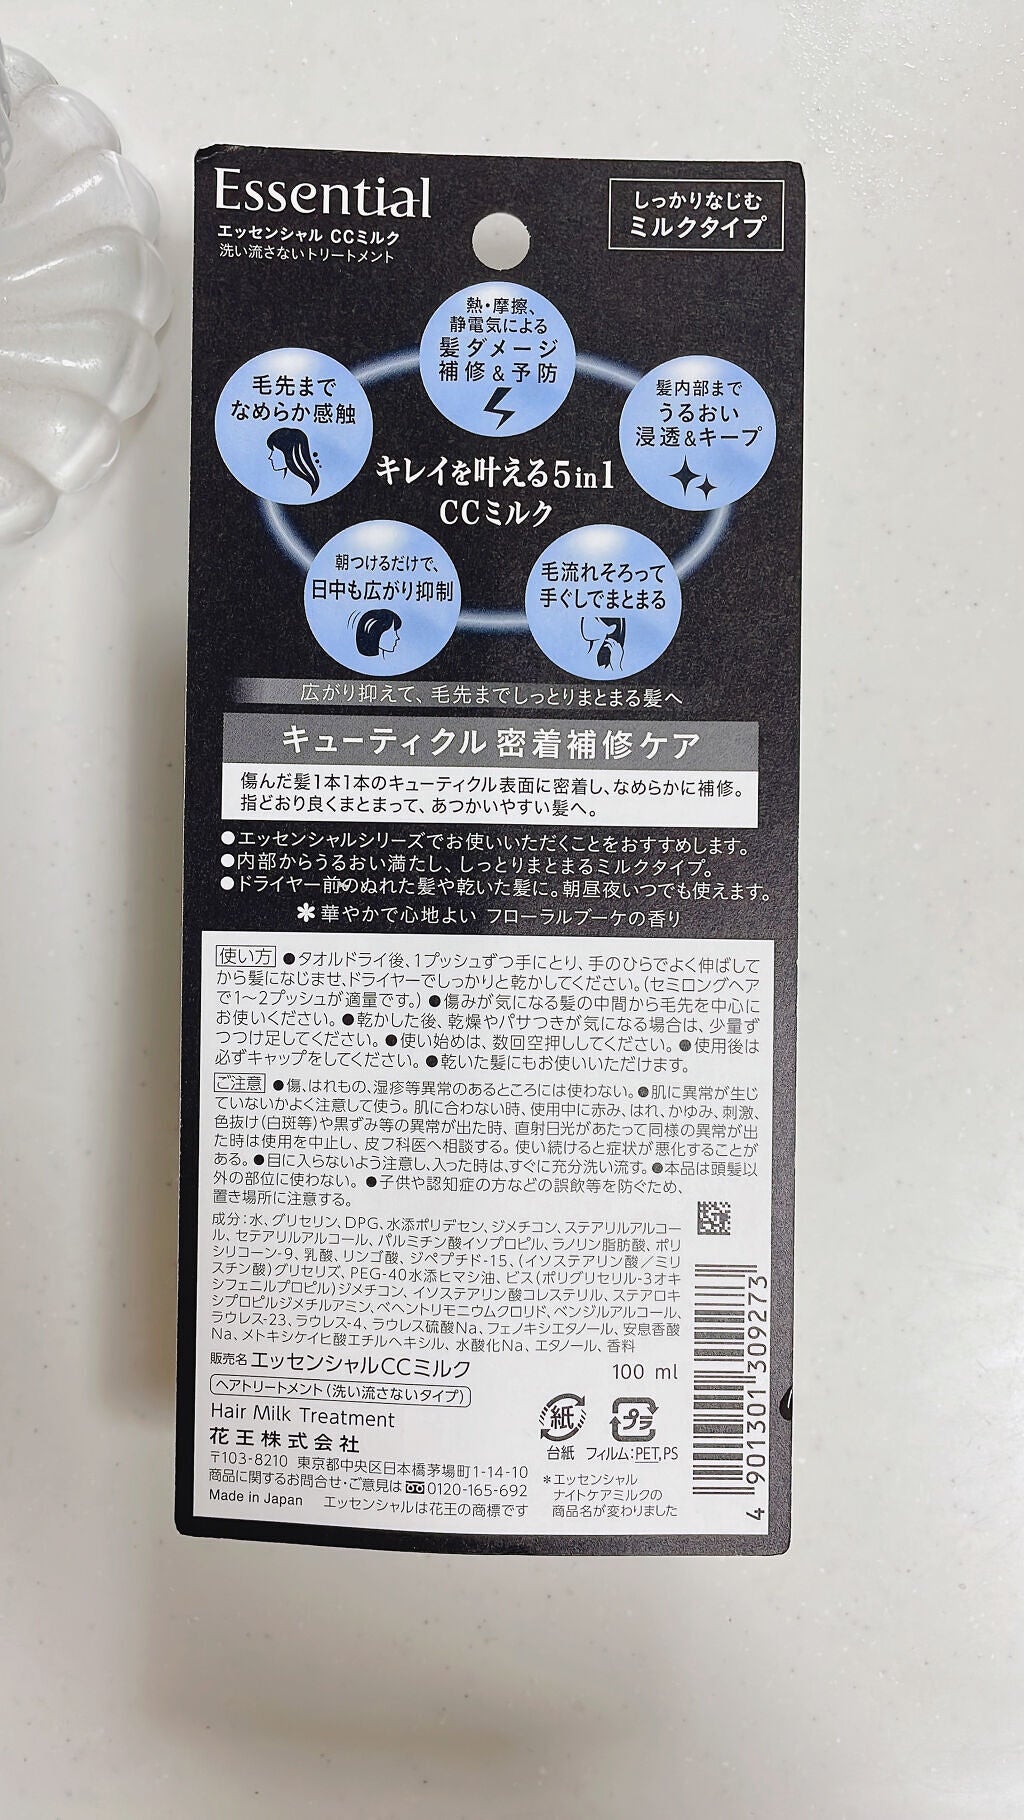 Essential
エッセンシャル CCミルク
洗い流さないトリートメント
しっかりなじむ
ミルクタイプ
熱・摩擦、
静電気による
髪ダメージ
補修&予防
毛先まで
なめらか感触
髪内部まで
うるおい
浸透&キープ
キレイを叶える5in1
CCミルク
朝つけるだけで、
日中も広がり抑制
毛流れそろって
手ぐしでまとまる
広がり抑えて、毛先までしっとりまとまる髪へ
キューティクル 密着補修ケア
傷んだ髪1本1本のキューティクル表面に密着し、なめらかに補修。
指どおり良くまとまって、あつかいやすい髪へ。
●エッセンシャルシリーズでお使いいただくことをおすすめします。
●内部からうるおい満たし、しっとりまとまるミルクタイプ。
●ドライヤー前のぬれた髪や乾いた髪に。朝昼夜いつでも使えます。
✻華やかで心地よい フローラルブーケの香り
使い方 ●タオルドライ後、1プッシュずつ手にとり、手のひらでよく伸ばして
から髪になじませ、ドライヤーでしっかりと乾かしてください。(セミロングヘア
で1〜2プッシュが適量です。) ●傷みが気になる髪の中間から毛先を中心に
お使いください。●乾かした後、乾燥やパサつきが気になる場合は、少量ず
つつけ足してください。●使い始めは、数回空押ししてください。●使用後は
必ずキャップをしてください。●乾いた髪にもお使いいただけます。
ご注意 ●傷、はれもの、湿疹等異常のあるところには使わない。●肌に異常が生じ
ていないかよく注意して使う。肌に合わない時、使用中に赤み、はれ、かゆみ、刺激、
色抜け(白斑等)や黒ずみ等の異常が出た時、直射日光があたって同様の異常が出
た時は使用を中止し、皮フ科医へ相談する。使い続けると症状が悪化することが
ある。●目に入らないよう注意し、入った時は、すぐに充分洗い流す。●本品は頭髪以
外の部位に使わない。●子供や認知症の方などの誤飲等を防ぐため、
置き場所に注意する。
成分:水、グリセリン、DPG、水添ポリデセン、ジメチコン、ステアリルアルコー
ル、セテアリルアルコール、パルミチン酸イソプロピル、ラノリン脂肪酸、ポリ
シリコーン-9、乳酸、リンゴ酸、ジペプチド-15、(イソステアリン酸/ミリ
スチン酸)グリセリズ、PEG-40水添ヒマシ油、ビス(ポリグリセリル-3オキ
シフェニルプロピル)ジメチコン、イソステアリン酸コレステリル、ステアロキ
シプロピルジメチルアミン、ベヘントリモニウムクロリド、ベンジルアルコール、
ラウレス-23、ラウレス-4、ラウレス硫酸Na、フェノキシエタノール、安息香酸
Na、メトキシケイヒ酸エチルヘキシル、水酸化Na、エタノール、香料
販売名 エッセンシャルCCミルク 100 ml
ヘアトリートメント(洗い流さないタイプ)
Hair Milk Treatment
花王株式会社
〒103-8210 東京都中央区日本橋茅場町1-14-10
商品に関するお問合せ・ご意見は 0120-165-692
Made in Japan エッセンシャルは花王の商標です
紙
台紙
プラ
フィルム:PET,PS
*エッセンシャル
ナイトケアミルクの
商品名が変わりました
4 901301 309273